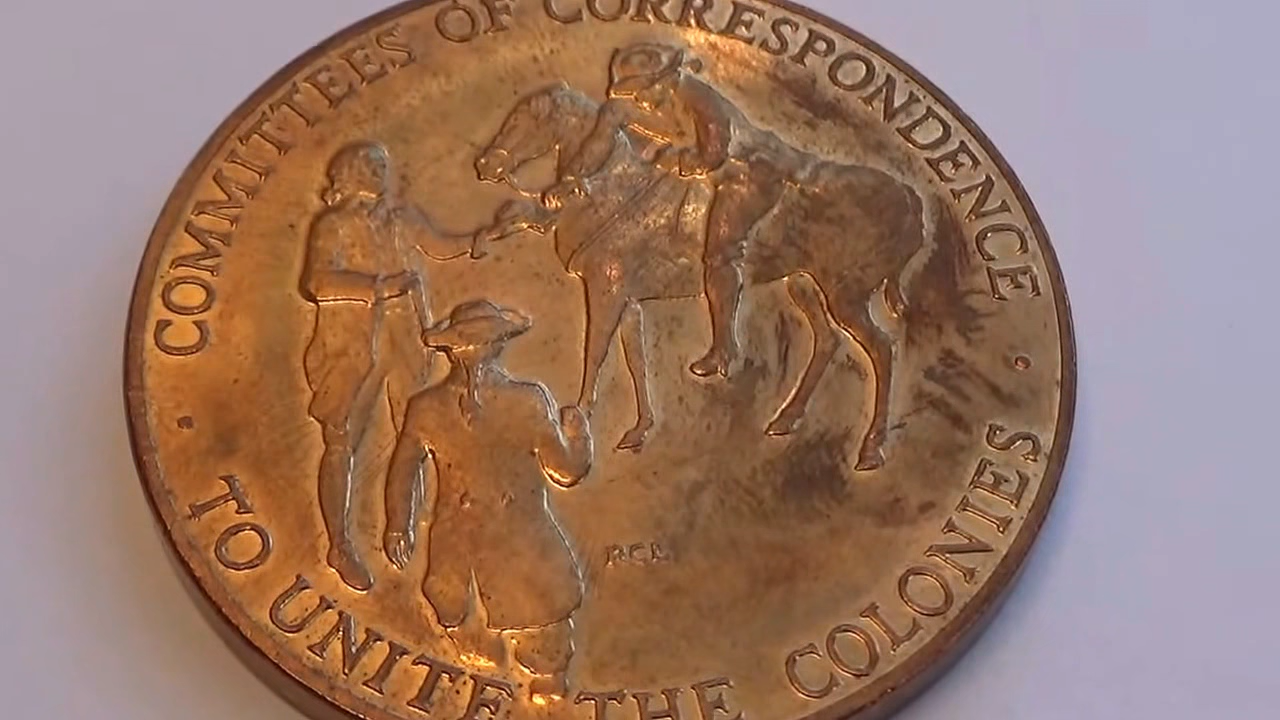 COMMITTEES OF CORRESPONDENCE
TO UNITE THE COLONIES
RCL